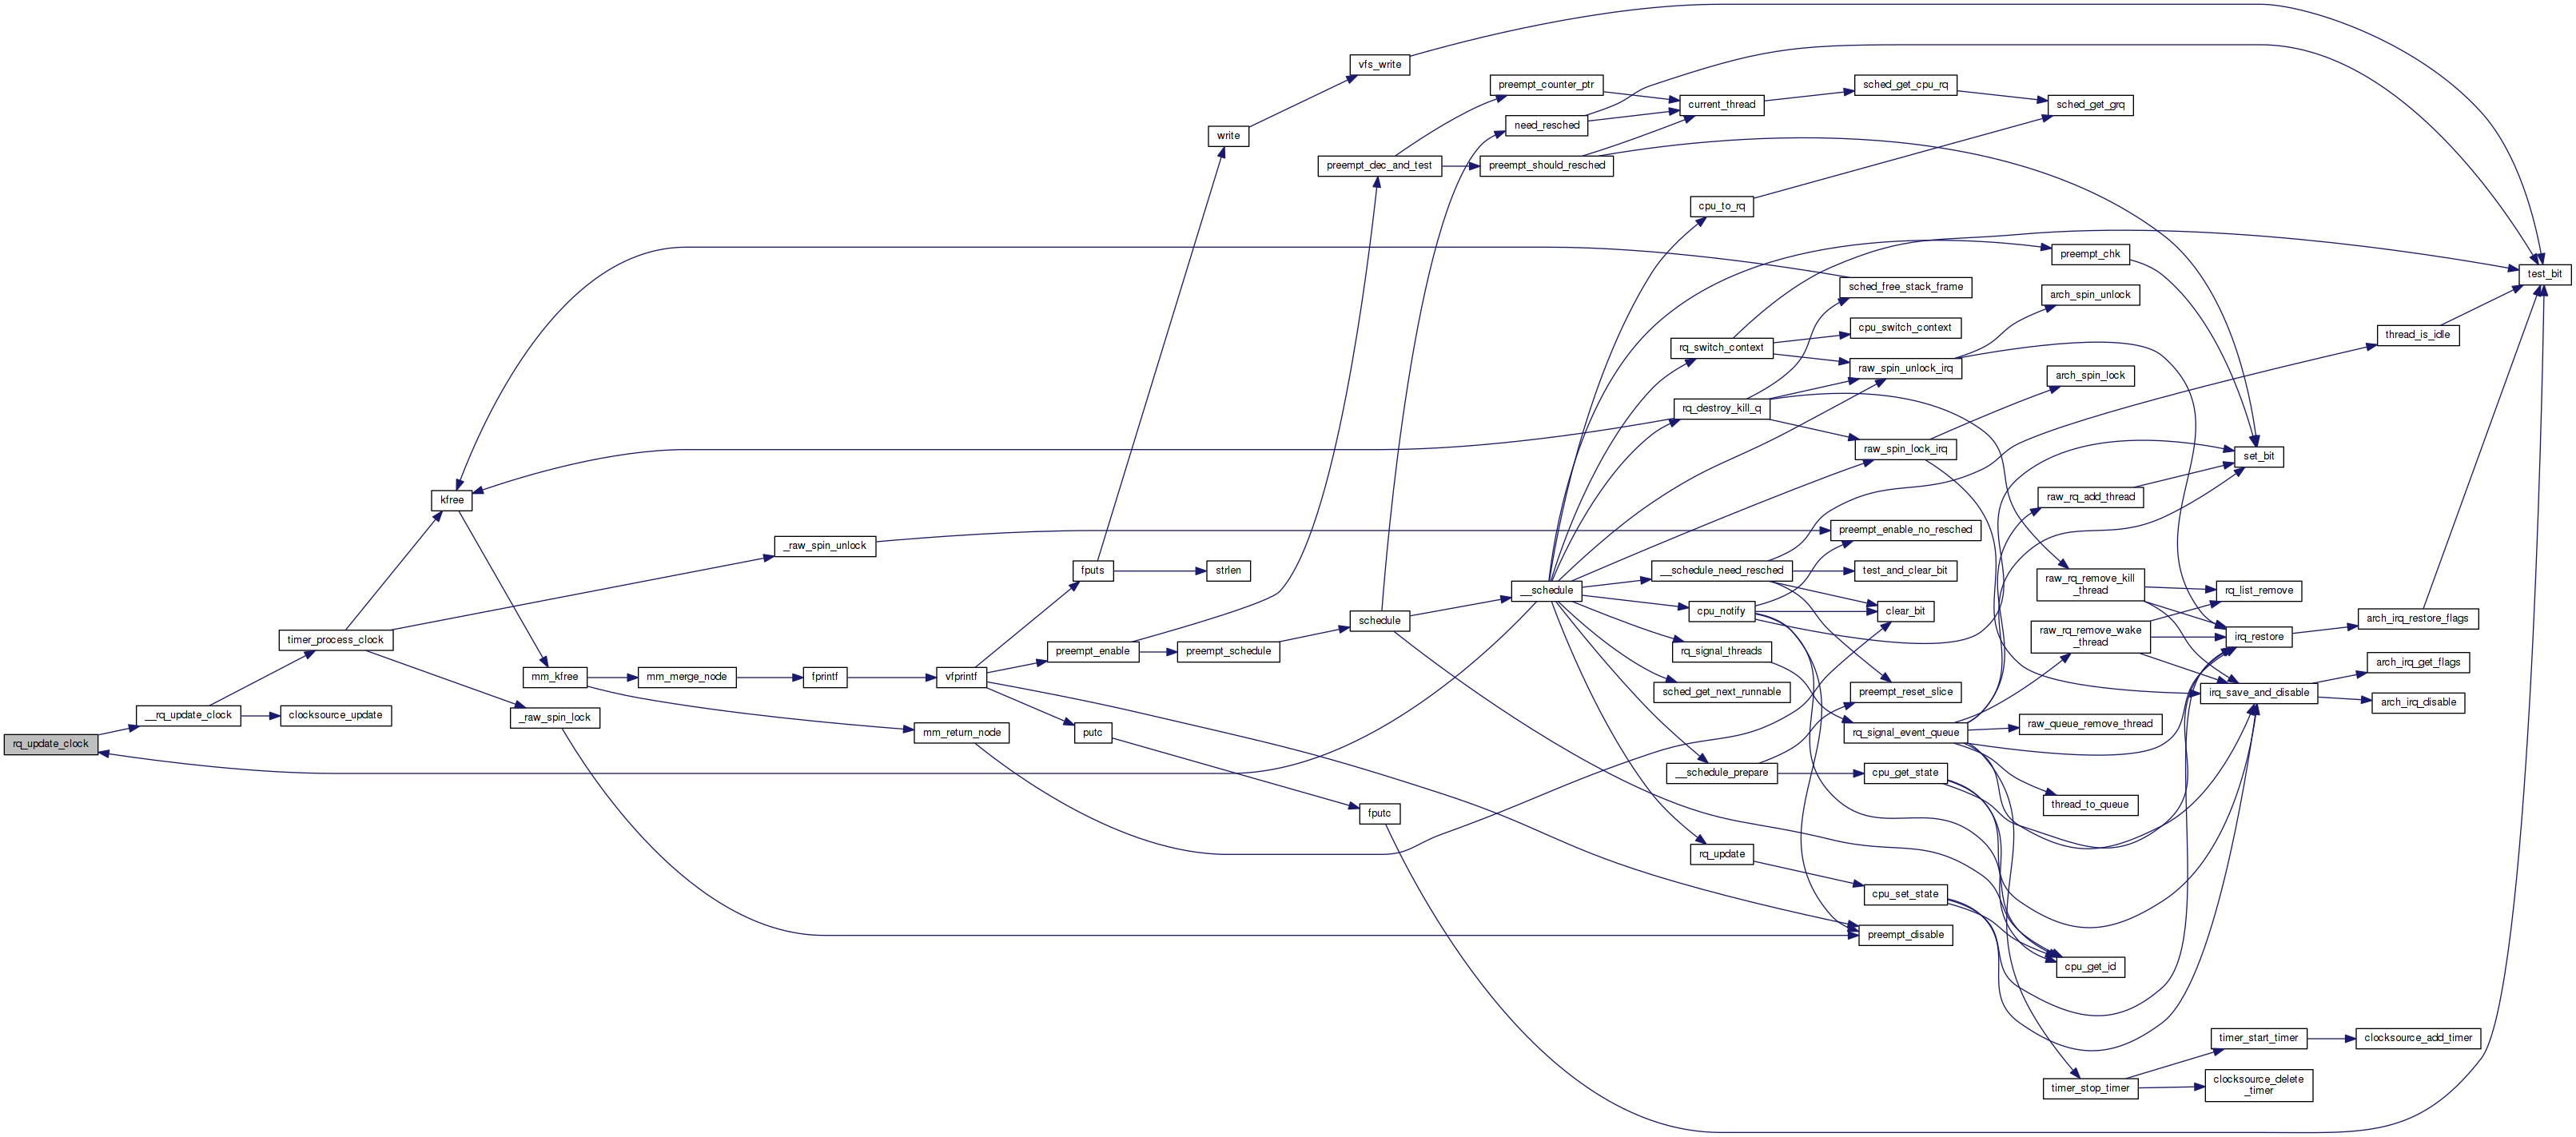 rq_update_clock
__rq_update_clock
clocksource_update
timer_process_clock
kfree
_raw_spin_unlock
_raw_spin_lock
mm_kfree
mm_merge_node
mm_return_node
fprintf
vfprintf
fputs
preempt_enable
putc
strlen
write
preempt_schedule
schedule
fputc
vfs_write
preempt_dec_and_test
preempt_counter_ptr
need_resched
preempt_should_resched
current_thread
sched_get_cpu_rq
sched_get_grq
cpu_to_rq
preempt_chk
test_bit
sched_free_stack_frame
arch_spin_unlock
cpu_switch_context
rq_switch_context
raw_spin_unlock_irq
thread_is_idle
arch_spin_lock
rq_destroy_kill_q
raw_spin_lock_irq
set_bit
raw_rq_add_thread
preempt_enable_no_resched
__schedule
__schedule_need_resched
test_and_clear_bit
cpu_notify
clear_bit
raw_rq_remove_kill
_thread
rq_list_remove
arch_irq_restore_flags
raw_rq_remove_wake
_thread
irq_restore
rq_signal_threads
sched_get_next_runnable
preempt_reset_slice
arch_irq_get_flags
irq_save_and_disable
arch_irq_disable
raw_queue_remove_thread
rq_signal_event_queue
__schedule_prepare
cpu_get_state
thread_to_queue
rq_update
cpu_set_state
preempt_disable
cpu_get_id
timer_start_timer
clocksource_add_timer
timer_stop_timer
clocksource_delete
_timer